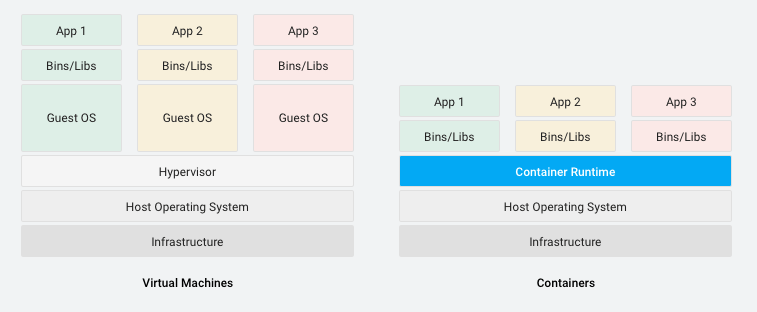 App 1
App 2
App 3
Bins/Libs
Bins/Libs
Bins/Libs
Guest OS
Guest OS
Guest OS
Hypervisor
Host Operating System
Infrastructure
Virtual Machines
App 1
App 2
App 3
Bins/Libs
Bins/Libs
Bins/Libs
Container Runtime
Host Operating System
Infrastructure
Containers